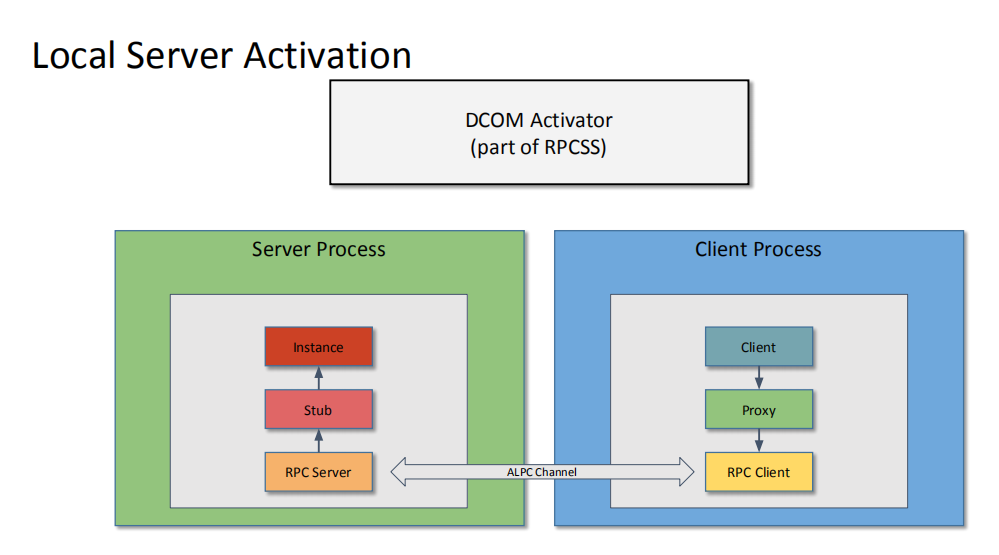 Local Server Activation
DCOM Activator
(part of RPCSS)
Server Process
Client Process
Instance
Client
Stub
Proxy
RPC Server
ALPC Channel
RPC Client